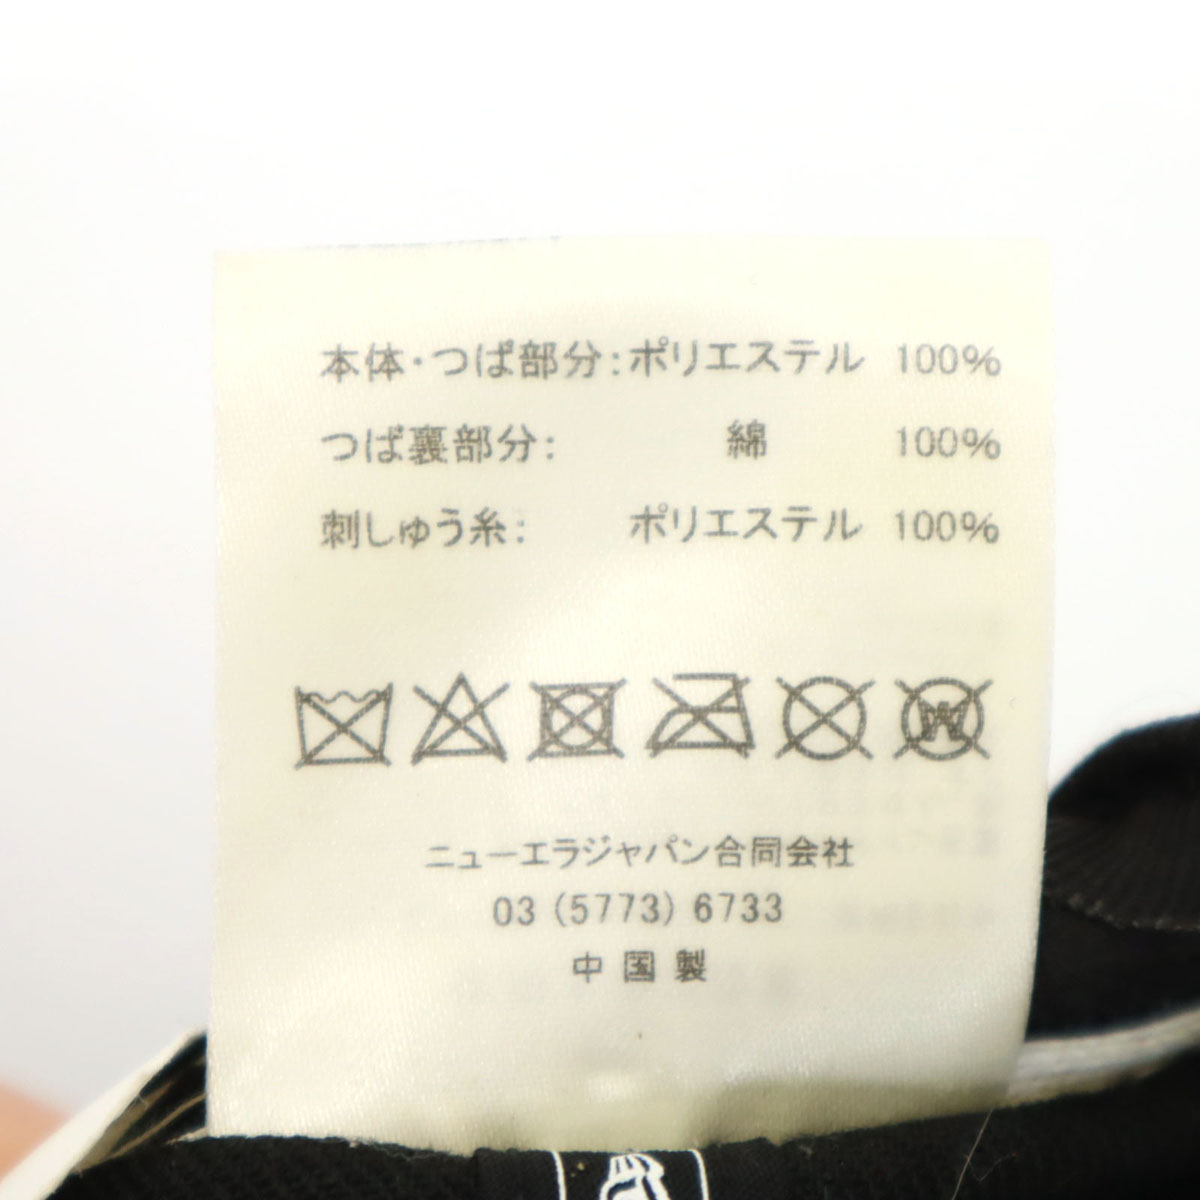 本体・つば部分：ポリエステル 100%
つば裏部分： 綿 100%
刺しゅう糸： ポリエステル 100%
ニューエラジャパン合同会社
03 (5773) 6733
中国製